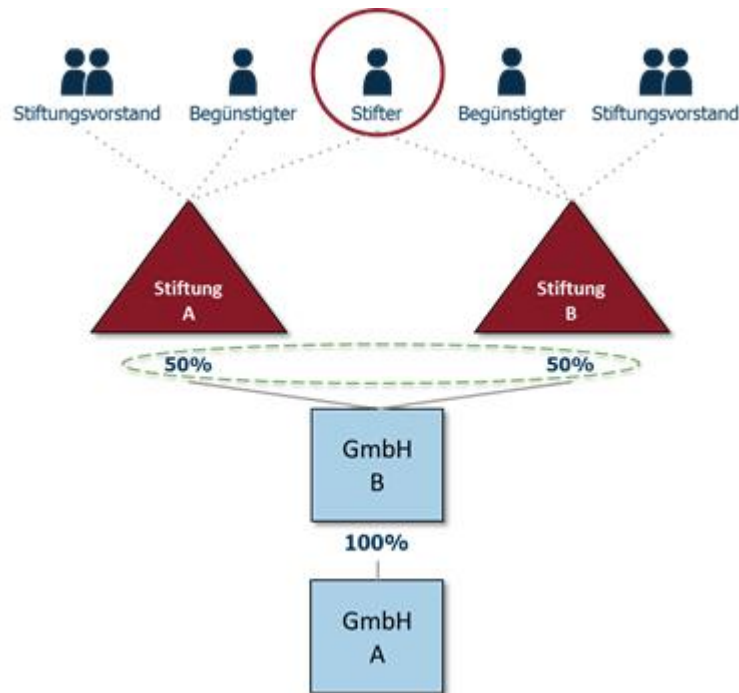 Stiftungsvorstand Begünstigter Stifter Begünstigter Stiftungsvorstand
Stiftung
A
Stiftung
B
50% 50%
GmbH
B
100%
GmbH
A